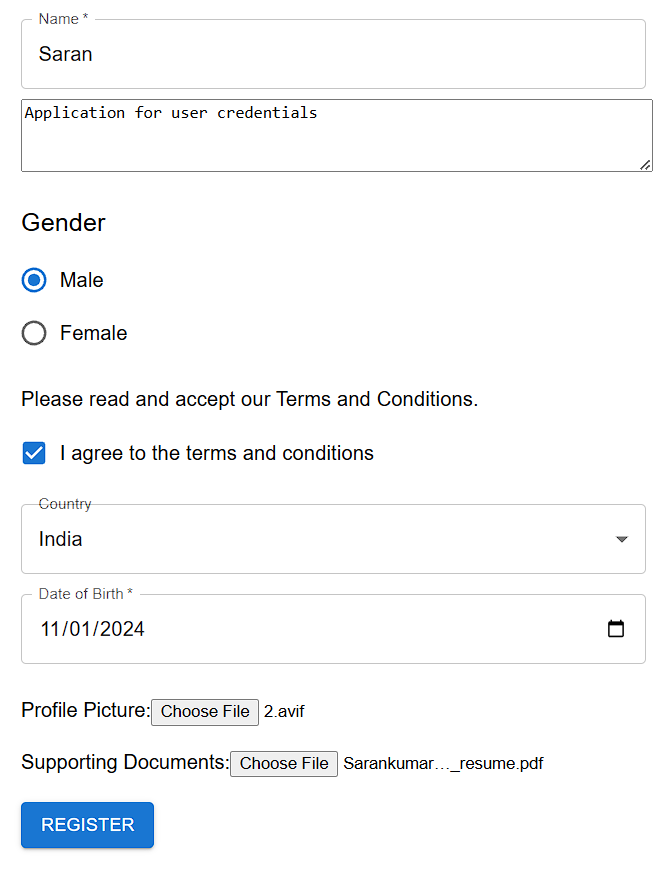 Name *
Saran
Application for user credentials
Gender
Male
Female
Please read and accept our Terms and Conditions.
I agree to the terms and conditions
Country
India
Date of Birth *
11/01/2024
Profile Picture: Choose File 2.avif
Supporting Documents: Choose File Sarankumar…_resume.pdf
REGISTER